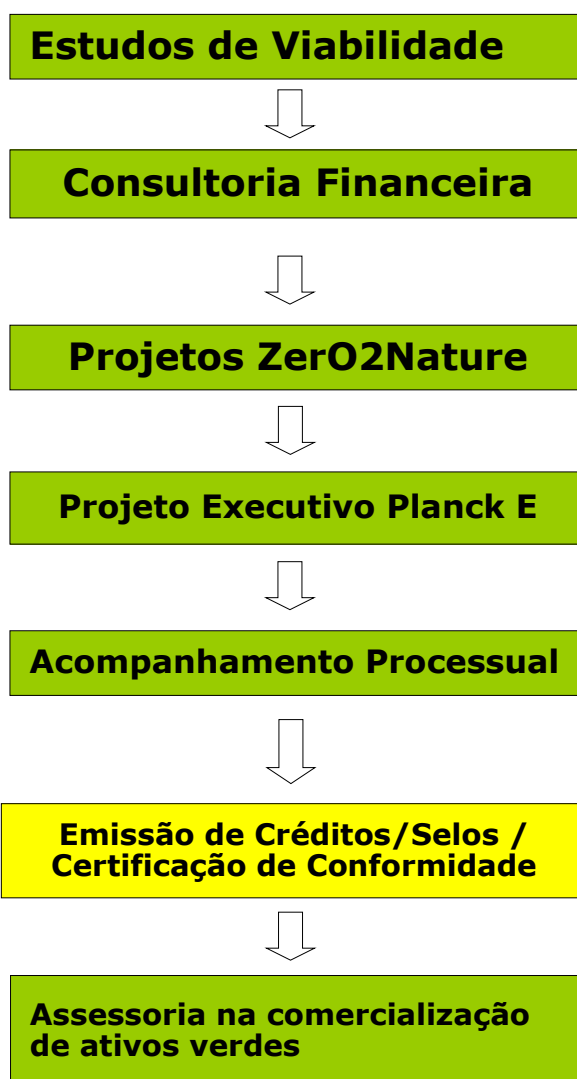 Estudos de Viabilidade
Consultoria Financeira
Projetos ZerO2Nature
Projeto Executivo Planck E
Acompanhamento Processual
Emissão de Créditos/Selos /
Certificação de Conformidade
Assessoria na comercialização
de ativos verdes